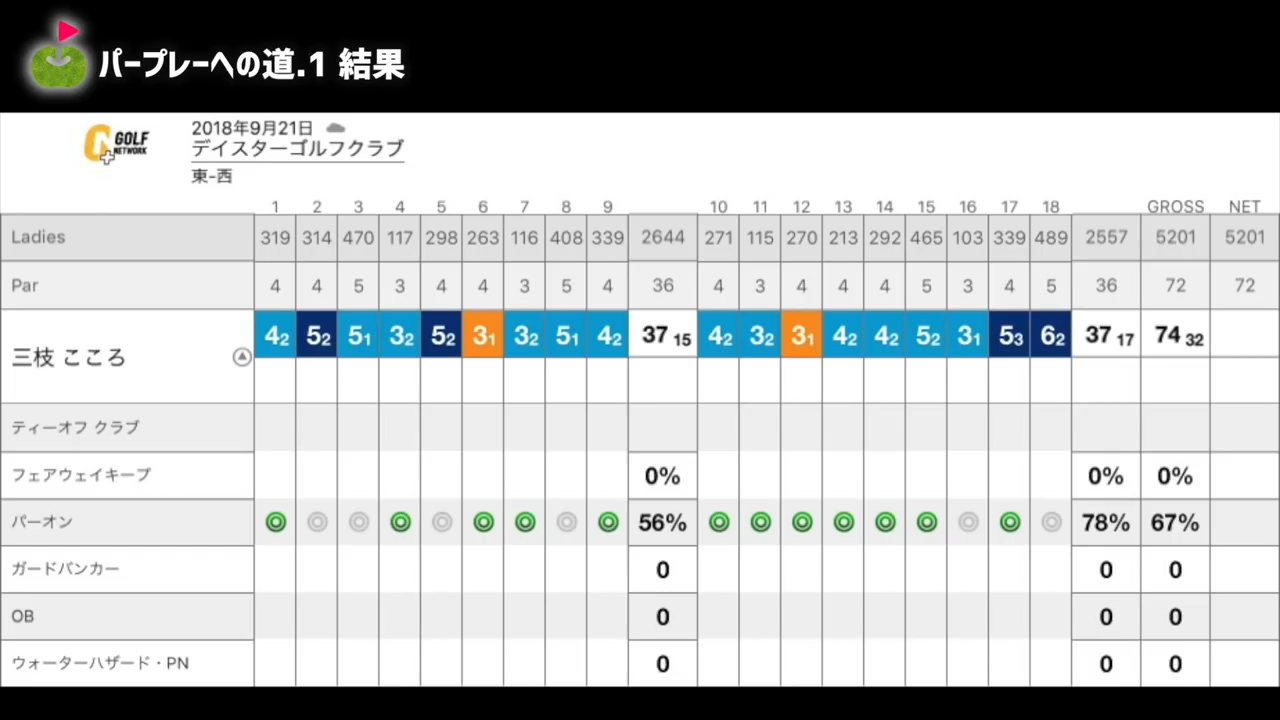 パープレーへの道.1 結果
GOLF
NETWORK
2018年9月21日
デイスターゴルフクラブ
東-西
1 2 3 4 5 6 7 8 9 10 11 12 13 14 15 16 17 18 GROSS NET
Ladies 319 314 470 117 298 263 116 408 339 2644 271 115 270 213 292 465 103 339 489 2557 5201 5201
Par 4 4 5 3 4 4 3 5 4 36 4 3 4 4 4 5 3 4 5 36 72 72
三枝 こころ 42 52 51 32 52 31 32 51 42 37 15 42 32 31 42 42 52 31 53 62 37 17 74 32
ティーオフ クラブ
フェアウェイキープ 0% 0% 0%
パーオン 56% 78% 67%
ガードバンカー 0 0 0
OB 0 0 0
ウォーターハザード・PN 0 0 0